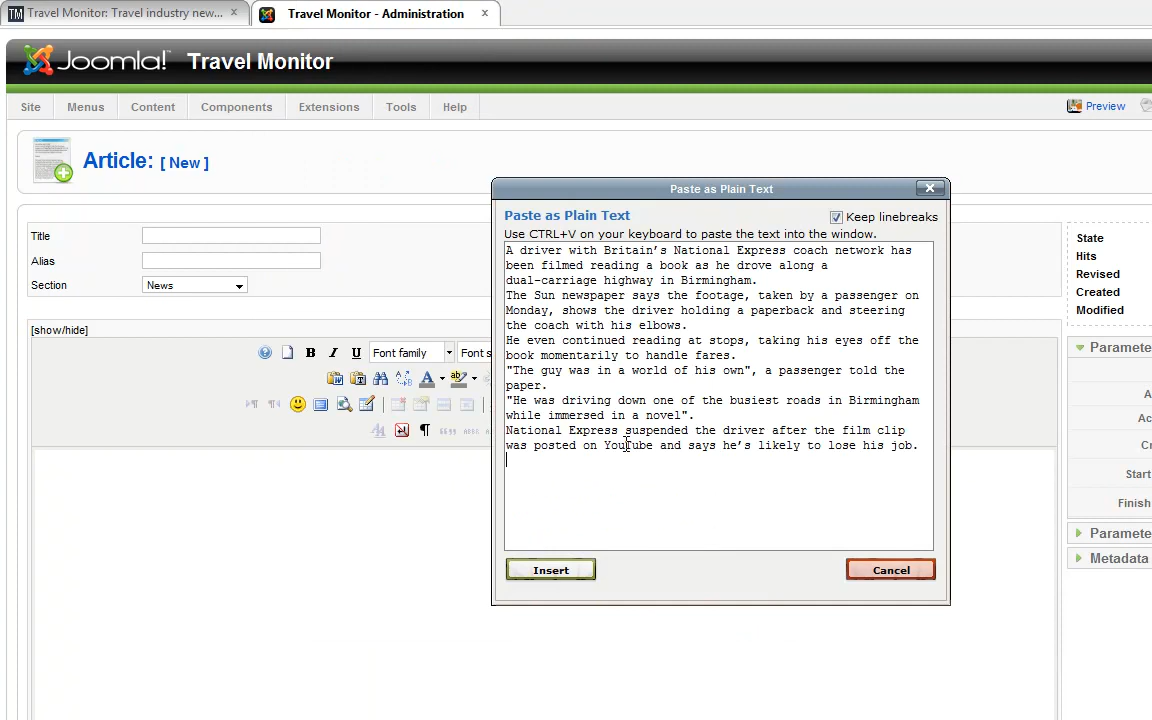 TM Travel Monitor: Travel industry new... ×
Travel Monitor - Administration ×
Joomla!™ Travel Monitor
Site Menus Content Components Extensions Tools Help Preview
Article: [ New ]
Title
Alias
Section News
[show/hide]
B I U Font family Font s
Paste as Plain Text
Paste as Plain Text Keep linebreaks
Use CTRL+V on your keyboard to paste the text into the window.
A driver with Britain's National Express coach network has
been filmed reading a book as he drove along a
dual-carriage highway in Birmingham.
The Sun newspaper says the footage, taken by a passenger on
Monday, shows the driver holding a paperback and steering
the coach with his elbows.
He even continued reading at stops, taking his eyes off the
book momentarily to handle fares.
"The guy was in a world of his own", a passenger told the
paper.
"He was driving down one of the busiest roads in Birmingham
while immersed in a novel".
National Express suspended the driver after the film clip
was posted on YouTube and says he's likely to lose his job.
Insert Cancel
State
Hits
Revised
Created
Modified
Paramete
A
Ac
Cr
Start
Finish
Paramete
Metadata